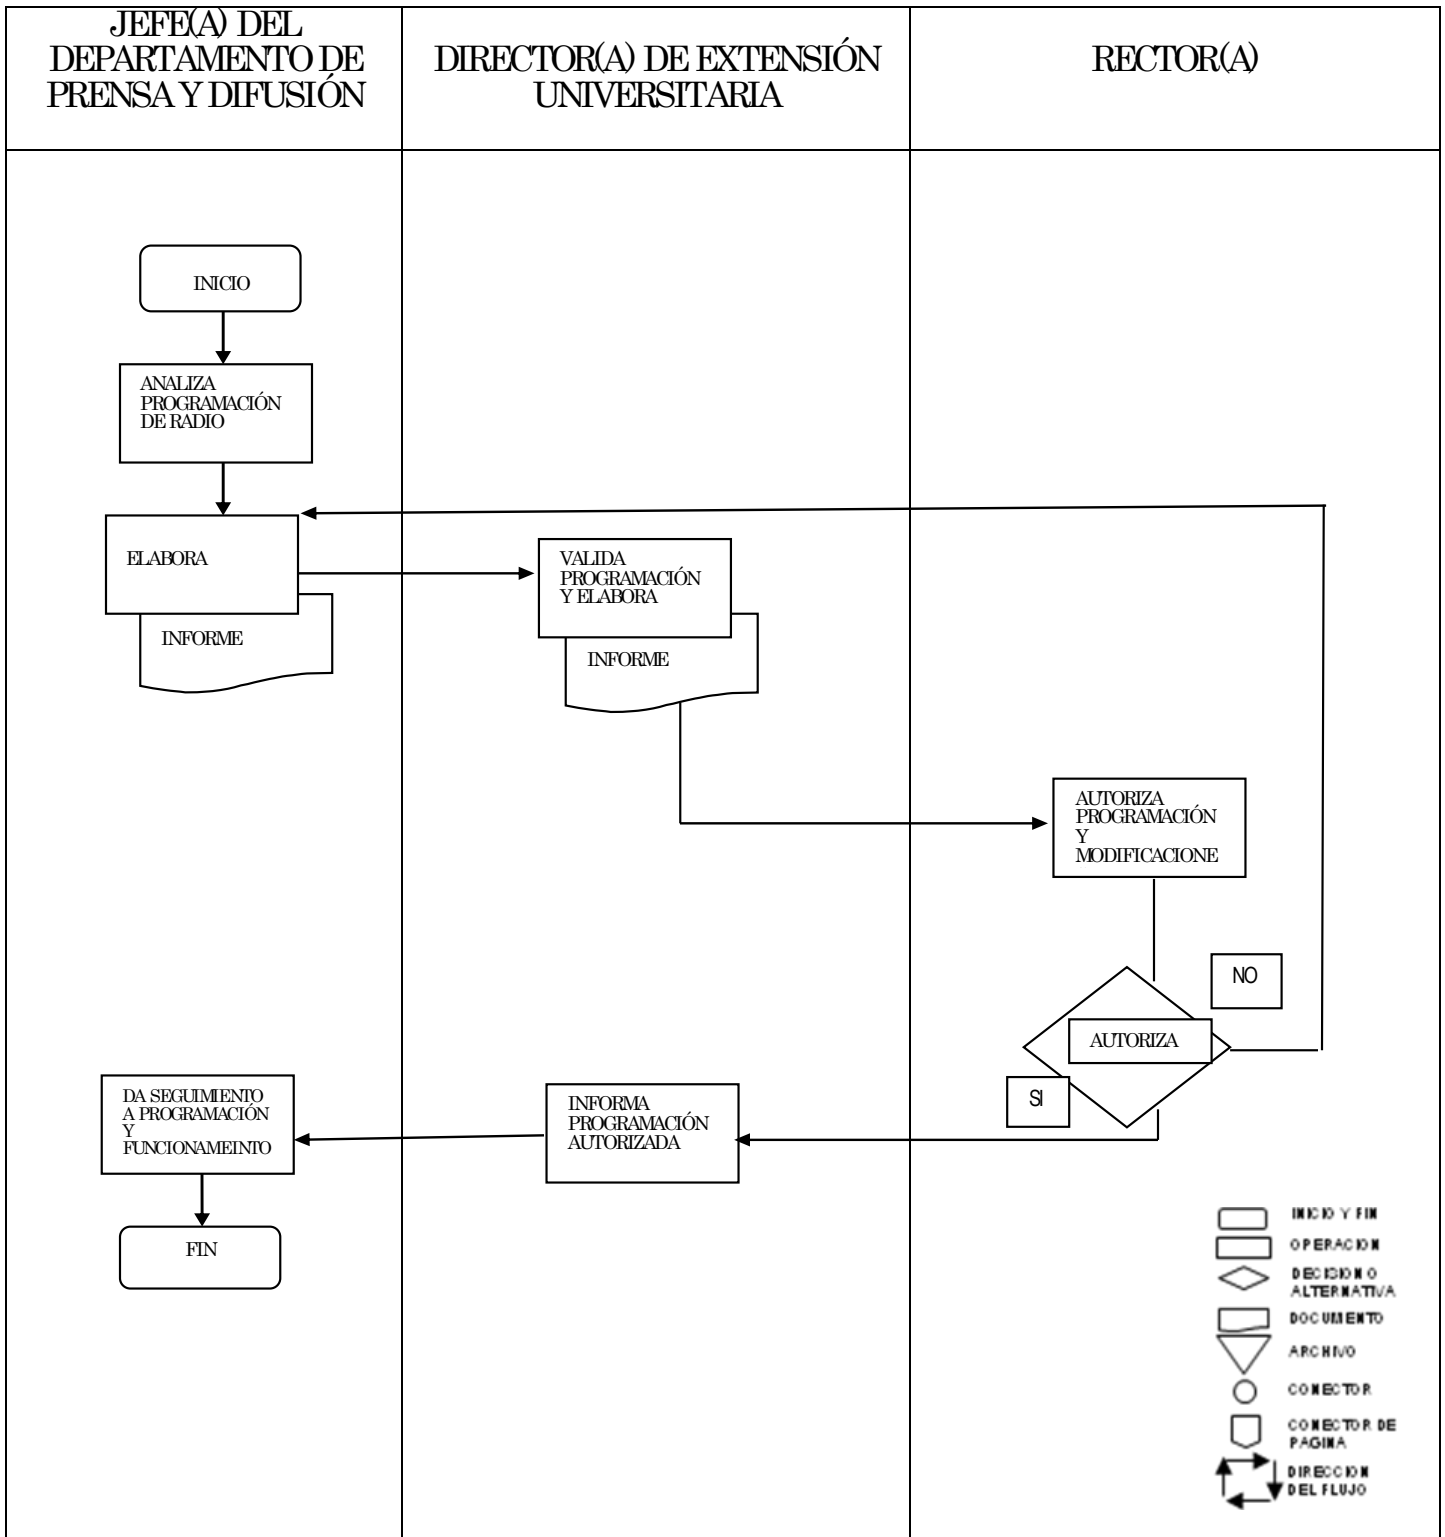 JEFE(A) DEL
DEPARTAMENTO DE
PRENSA Y DIFUSIÓN
DIRECTOR(A) DE EXTENSIÓN
UNIVERSITARIA
RECTOR(A)
INICIO
ANALIZA
PROGRAMACIÓN
DE RADIO
ELABORA
INFORME
VALIDA
PROGRAMACIÓN
Y ELABORA
INFORME
AUTORIZA
PROGRAMACIÓN
Y
MODIFICACIONE
NO
AUTORIZA
SI
INFORMA
PROGRAMACIÓN
AUTORIZADA
DA SEGUIMIENTO
A PROGRAMACIÓN
Y
FUNCIONAMEINTO
FIN
INICIO Y FIN
OPERACION
DECISION O
ALTERNATIVA
DOCUMENTO
ARCHIVO
CONECTOR
CONECTOR DE
PAGINA
DIRECCION
DEL FLUJO